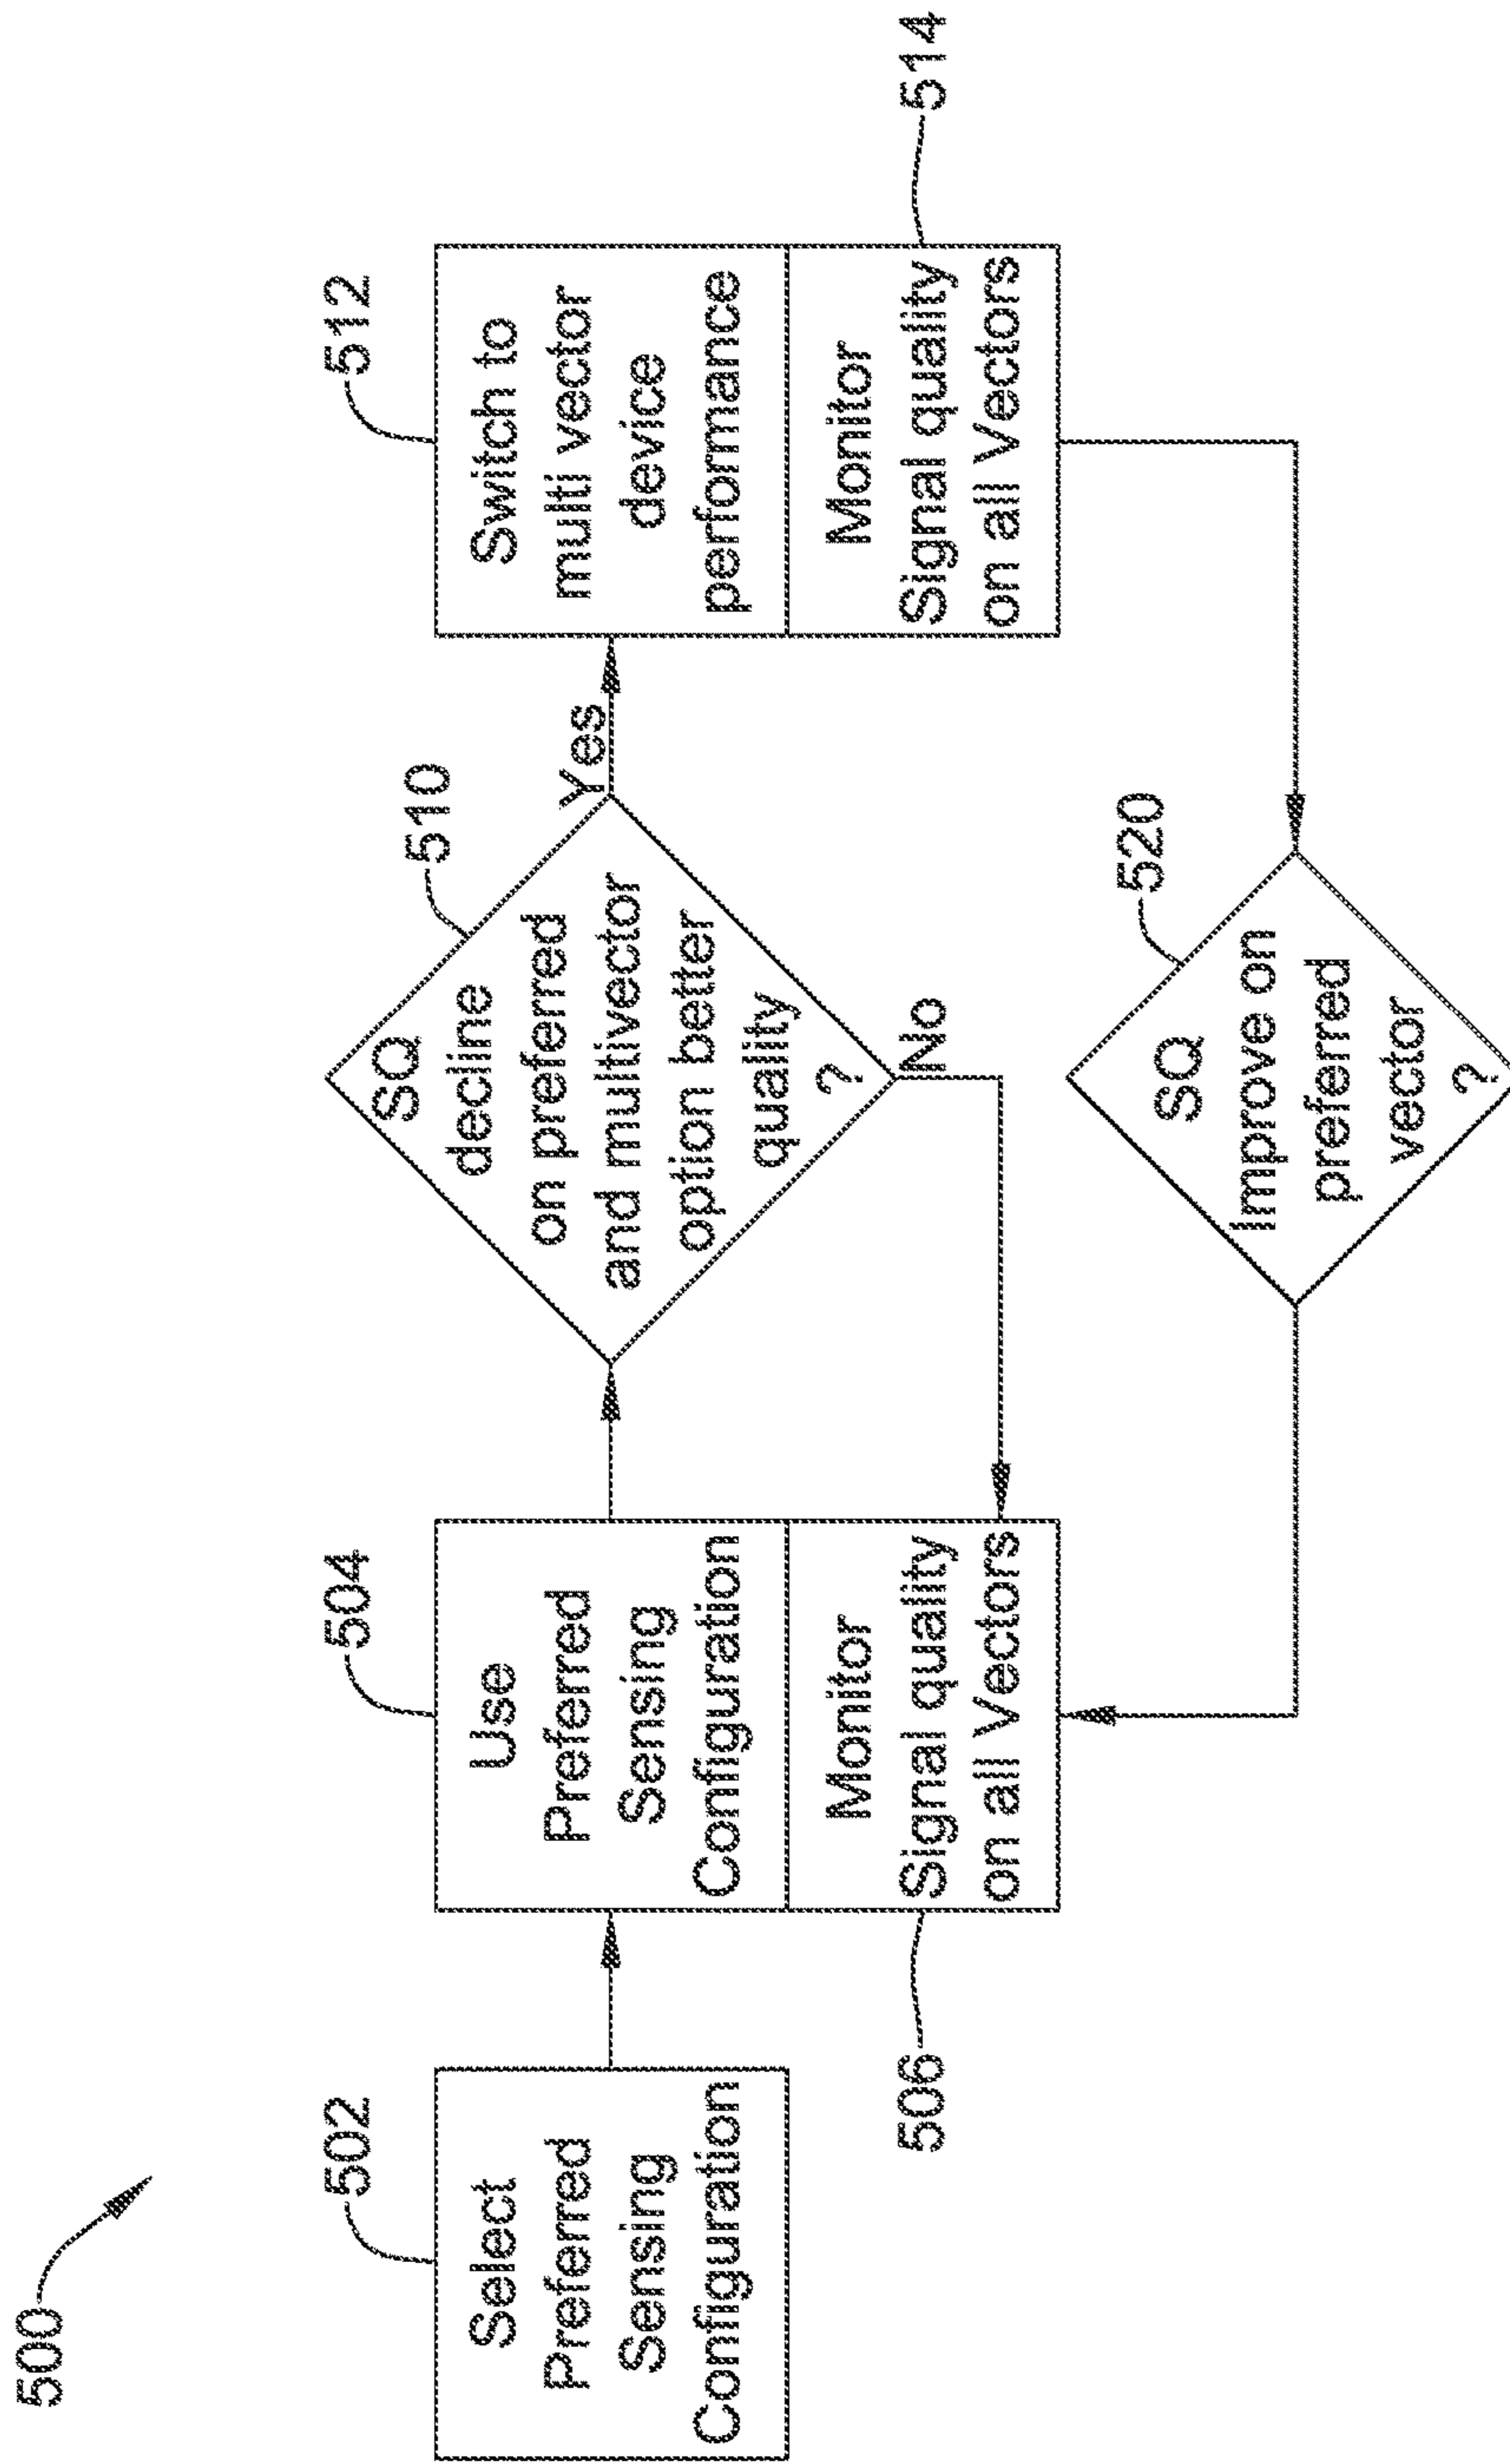 500
502
Select
Preferred
Sensing
Configuration
504
Use
Preferred
Sensing
Configuration
506
Monitor
Signal quality
on all Vectors
510
SQ
decline
on preferred
and multivector
option better
quality
?
Yes
No
512
Switch to
multi vector
device
performance
514
Monitor
Signal quality
on all Vectors
520
SQ
Improve on
preferred
vector
?